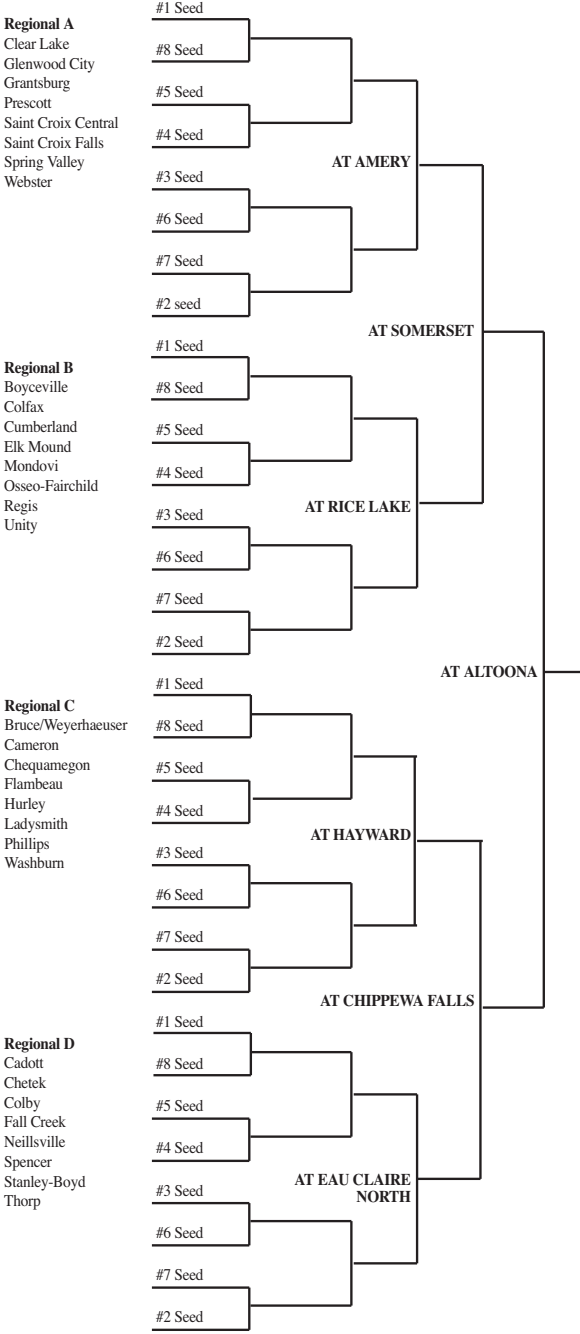 Regional A
Clear Lake
Glenwood City
Grantsburg
Prescott
Saint Croix Central
Saint Croix Falls
Spring Valley
Webster
#1 Seed
#8 Seed
#5 Seed
#4 Seed
#3 Seed
#6 Seed
#7 Seed
#2 seed
AT AMERY
AT SOMERSET
Regional B
Boyceville
Colfax
Cumberland
Elk Mound
Mondovi
Osseo-Fairchild
Regis
Unity
#1 Seed
#8 Seed
#5 Seed
#4 Seed
#3 Seed
#6 Seed
#7 Seed
#2 Seed
AT RICE LAKE
AT ALTOONA
Regional C
Bruce/Weyerhaeuser
Cameron
Chequamegon
Flambeau
Hurley
Ladysmith
Phillips
Washburn
#1 Seed
#8 Seed
#5 Seed
#4 Seed
#3 Seed
#6 Seed
#7 Seed
#2 Seed
AT HAYWARD
AT CHIPPEWA FALLS
Regional D
Cadott
Chetek
Colby
Fall Creek
Neillsville
Spencer
Stanley-Boyd
Thorp
#1 Seed
#8 Seed
#5 Seed
#4 Seed
#3 Seed
#6 Seed
#7 Seed
#2 Seed
AT EAU CLAIRE
NORTH